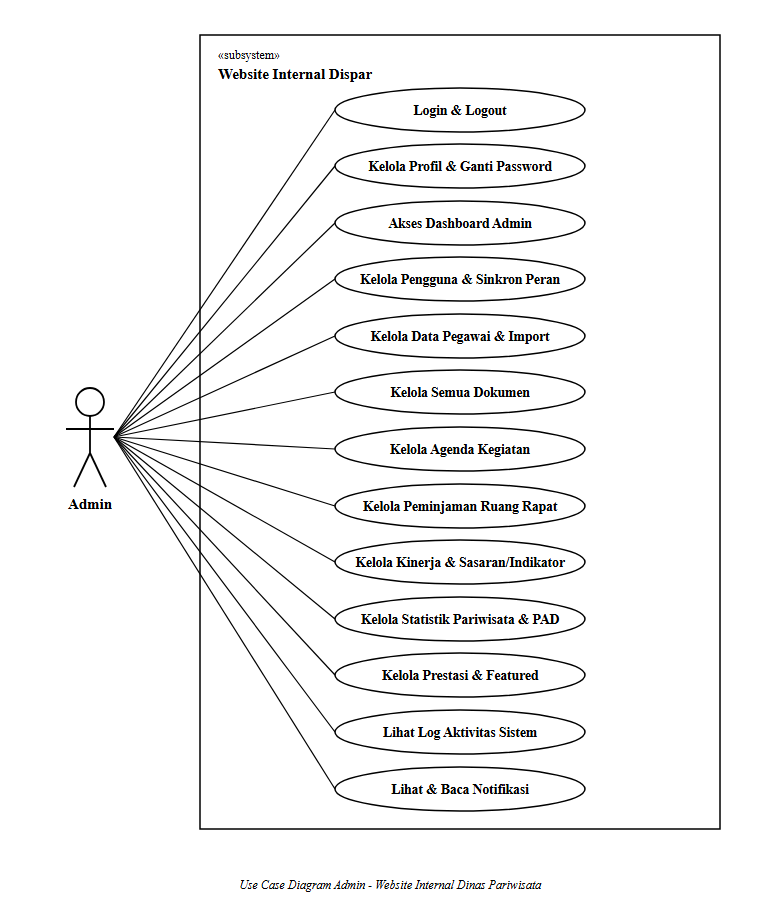 «subsystem»
Website Internal Dispar
Login & Logout
Kelola Profil & Ganti Password
Akses Dashboard Admin
Kelola Pengguna & Sinkron Peran
Kelola Data Pegawai & Import
Kelola Semua Dokumen
Kelola Agenda Kegiatan
Kelola Peminjaman Ruang Rapat
Kelola Kinerja & Sasaran/Indikator
Kelola Statistik Pariwisata & PAD
Kelola Prestasi & Featured
Lihat Log Aktivitas Sistem
Lihat & Baca Notifikasi
Admin
Use Case Diagram Admin - Website Internal Dinas Pariwisata